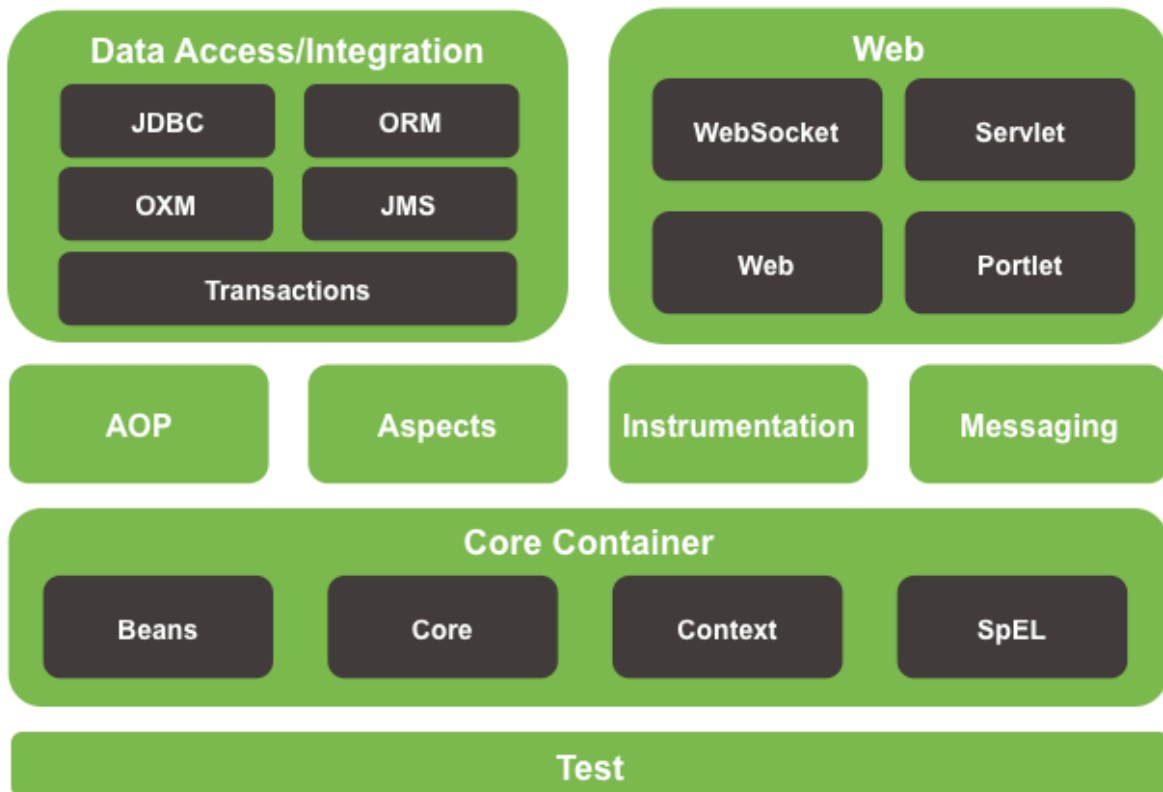 Data Access/Integration
JDBC
ORM
OXM
JMS
Transactions
Web
WebSocket
Servlet
Web
Portlet
AOP
Aspects
Instrumentation
Messaging
Core Container
Beans
Core
Context
SpEL
Test